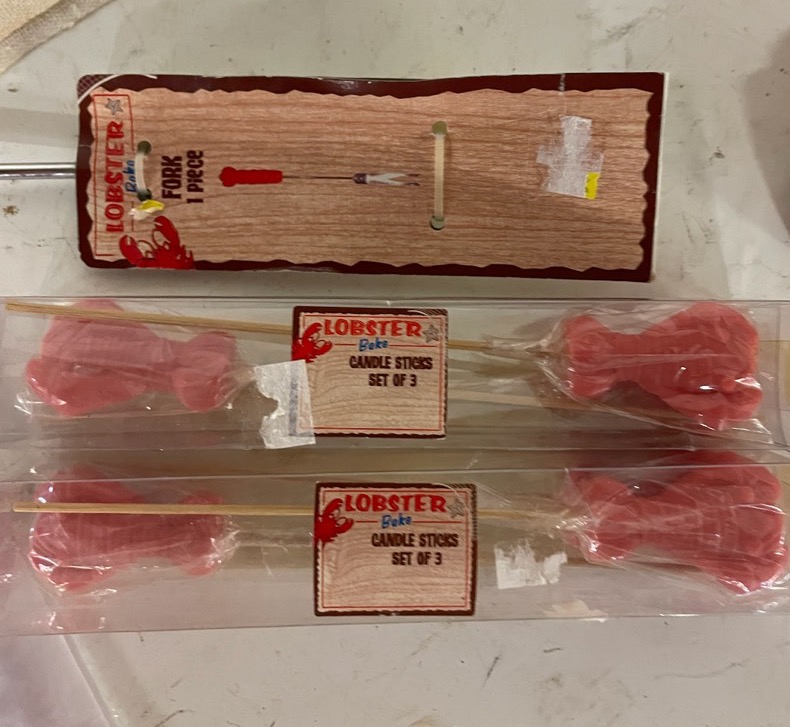 LOBSTER
Bake
FORK
1 PIECE
LOBSTER
Bake
CANDLE STICKS
SET OF 3
LOBSTER
Bake
CANDLE STICKS
SET OF 3